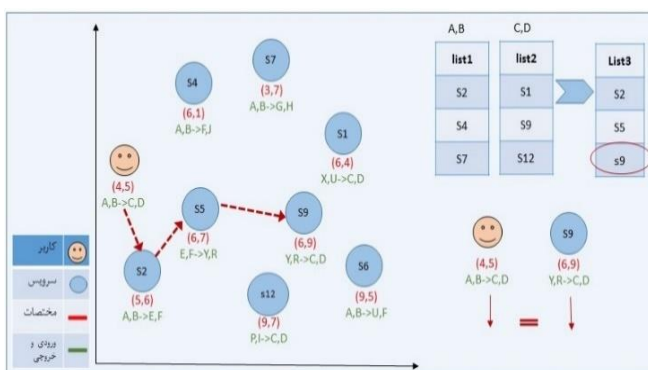 S7
(3,7)
A,B->G,H
S4
(6,1)
A,B->F,J
S1
(6,4)
X,U->C,D
(4,5)
A,B->C,D
S5
(6,7)
E,F->Y,R
S9
(6,9)
Y,R->C,D
S2
(5,6)
A,B->E,F
s12
(9,7)
P,I->C,D
S6
(9,5)
A,B->U,F
کاربر
سرویس
مختصات
ورودی و
خروجی
A,B
C,D
list1
list2
List3
S2
S1
S2
S4
S9
S5
S7
S12
s9
S9
(4,5)
(6,9)
A,B->C,D
Y,R->C,D
=